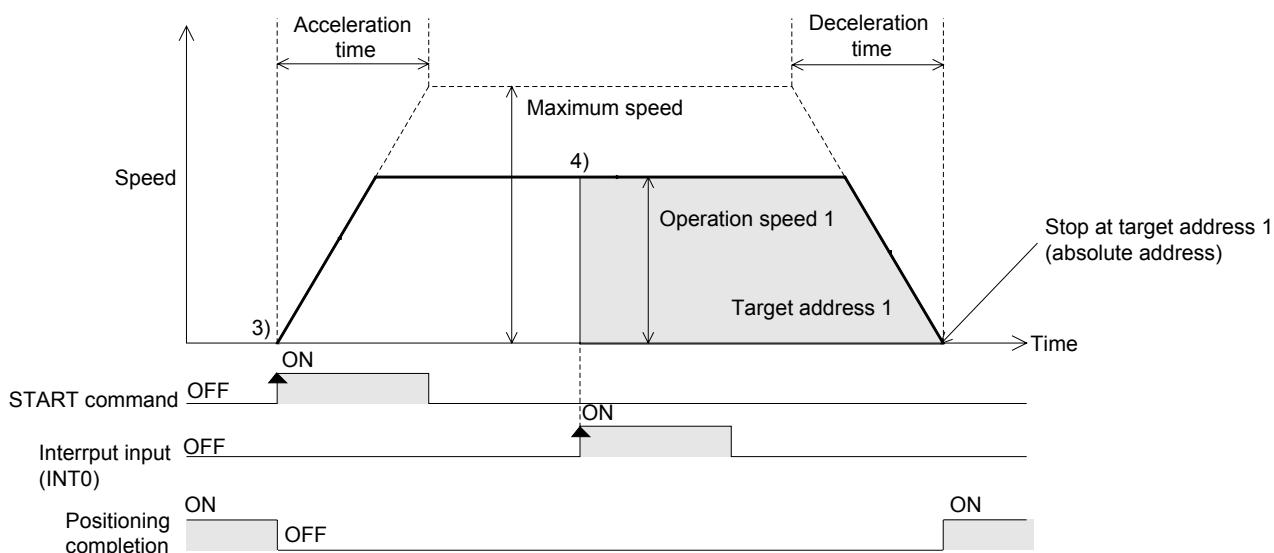 Acceleration
time
Deceleration
time
Maximum speed
4)
Speed
Operation speed 1
Stop at target address 1
(absolute address)
Target address 1
3)
Time
ON
START command
OFF
ON
Interrput input
(INT0)
OFF
ON
ON
Positioning
completion
OFF